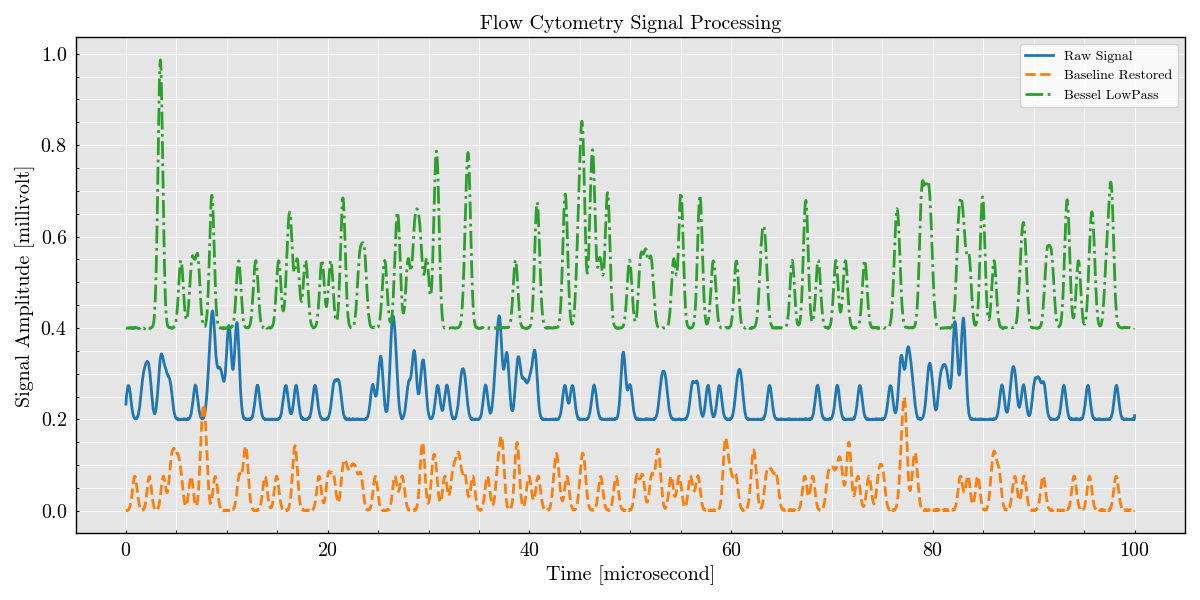 Flow Cytometry Signal Processing
Raw Signal
Baseline Restored
Bessel LowPass
Signal Amplitude [millivolt]
1.0
0.8
0.6
0.4
0.2
0.0
0 20 40 60 80 100
Time [microsecond]